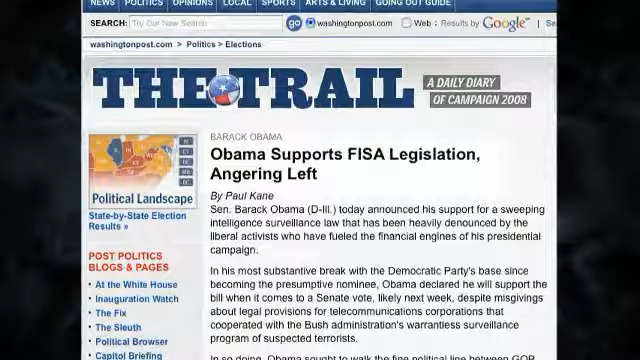 NEWS POLITICS OPINIONS LOCAL SPORTS ARTS & LIVING GOING OUT GUIDE
SEARCH: Try Our New Search go washingtonpost.com Web : Results by Google™ Se
washingtonpost.com > Politics > Elections
THE TRAIL
A DAILY DIARY
OF CAMPAIGN 2008
Political Landscape
State-by-State Election
Results »
POST POLITICS
BLOGS & PAGES
At the White House
Inauguration Watch
The Fix
The Sleuth
Political Browser
Capitol Briefing
BARACK OBAMA
Obama Supports FISA Legislation,
Angering Left
By Paul Kane
Sen. Barack Obama (D-Ill.) today announced his support for a sweeping
intelligence surveillance law that has been heavily denounced by the
liberal activists who have fueled the financial engines of his presidential
campaign.
In his most substantive break with the Democratic Party's base since
becoming the presumptive nominee, Obama declared he will support the
bill when it comes to a Senate vote, likely next week, despite misgivings
about legal provisions for telecommunications corporations that
cooperated with the Bush administration's warrantless surveillance
program of suspected terrorists.
In so doing, Obama sought to walk the fine political line between GOP